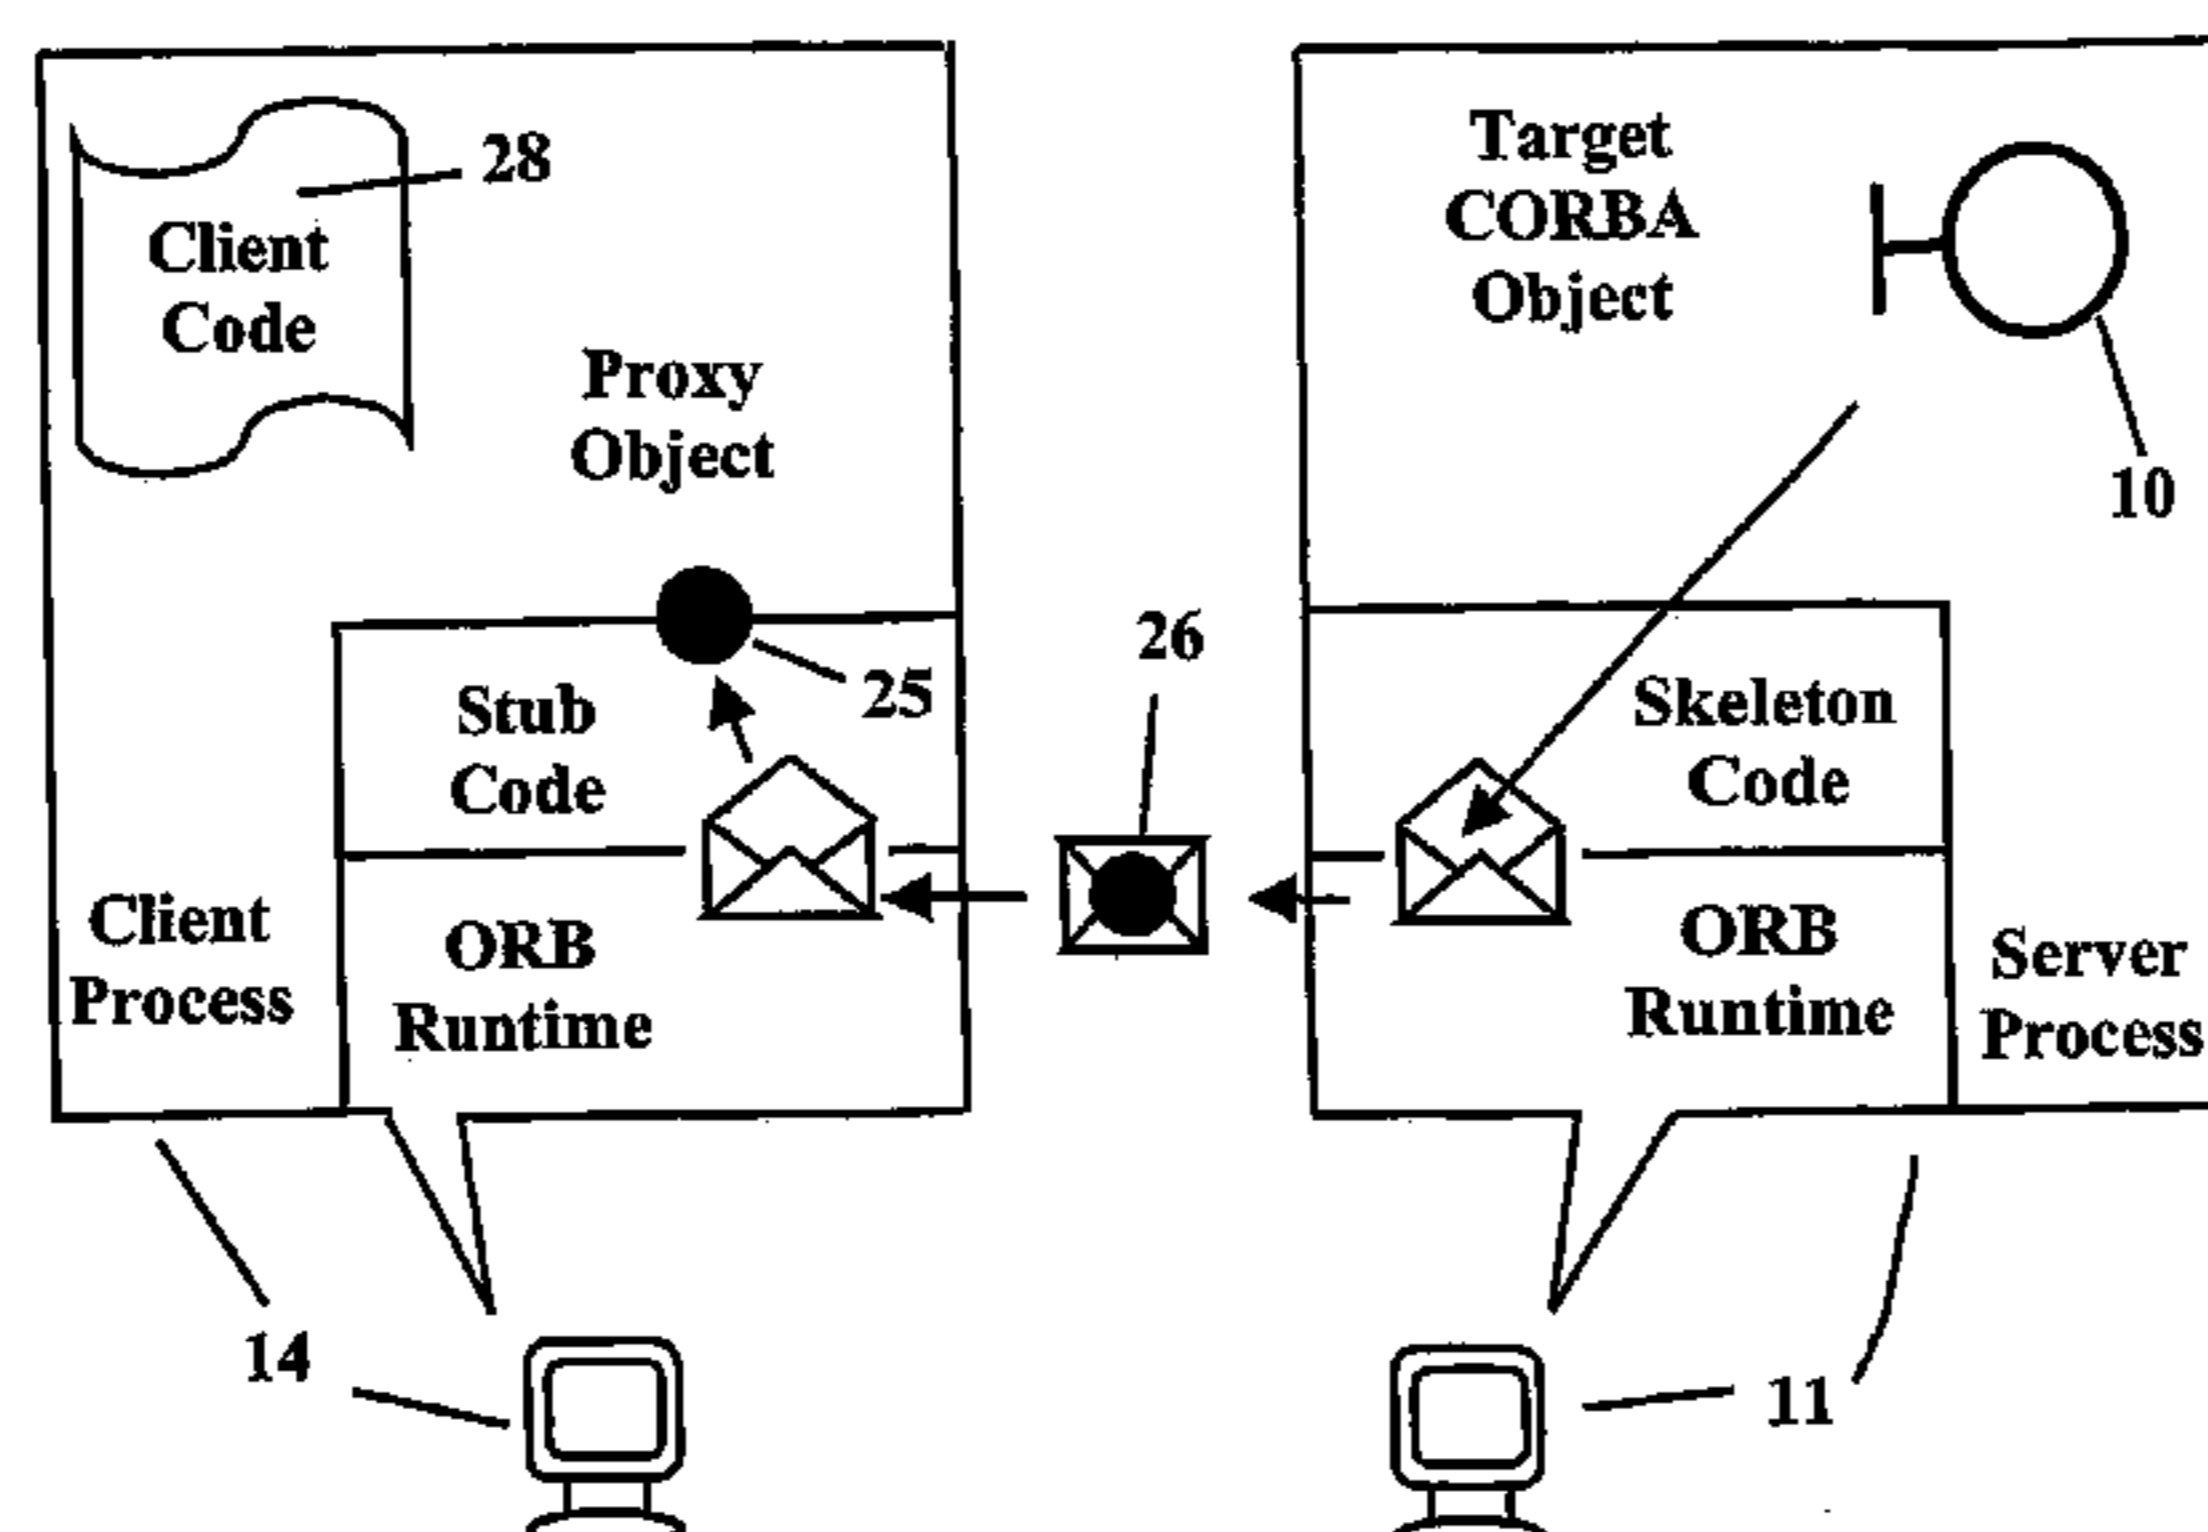 28
Client
Code
Proxy
Object
25
Stub
Code
Client
Process
ORB
Runtime
14
26
Target
CORBA
Object
10
Skeleton
Code
ORB
Runtime
Server
Process
11